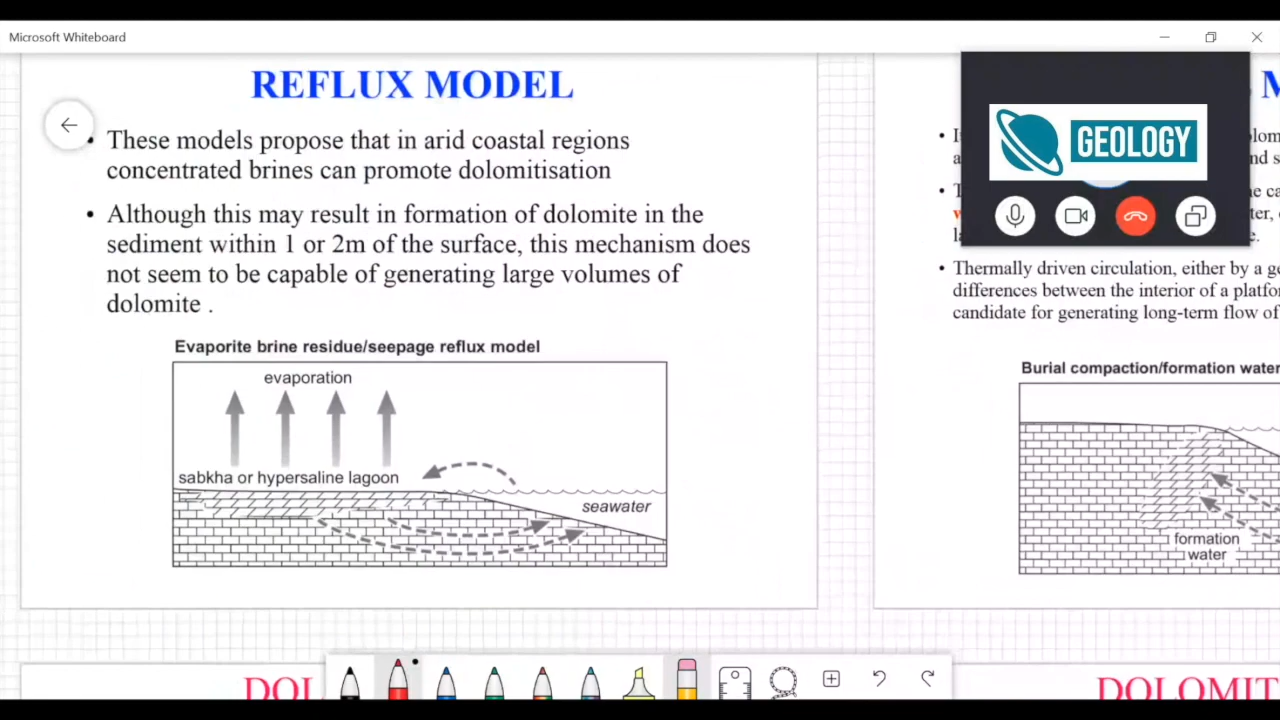 Microsoft Whiteboard
REFLUX MODEL
• These models propose that in arid coastal regions
concentrated brines can promote dolomitisation
• Although this may result in formation of dolomite in the
sediment within 1 or 2m of the surface, this mechanism does
not seem to be capable of generating large volumes of
dolomite .
Evaporite brine residue/seepage reflux model
evaporation
sabkha or hypersaline lagoon
seawater
GEOLOGY
• Thermally driven circulation, either by a ge
differences between the interior of a platfor
candidate for generating long-term flow of
Burial compaction/formation water
formation
water
DOL
DOLOMIT